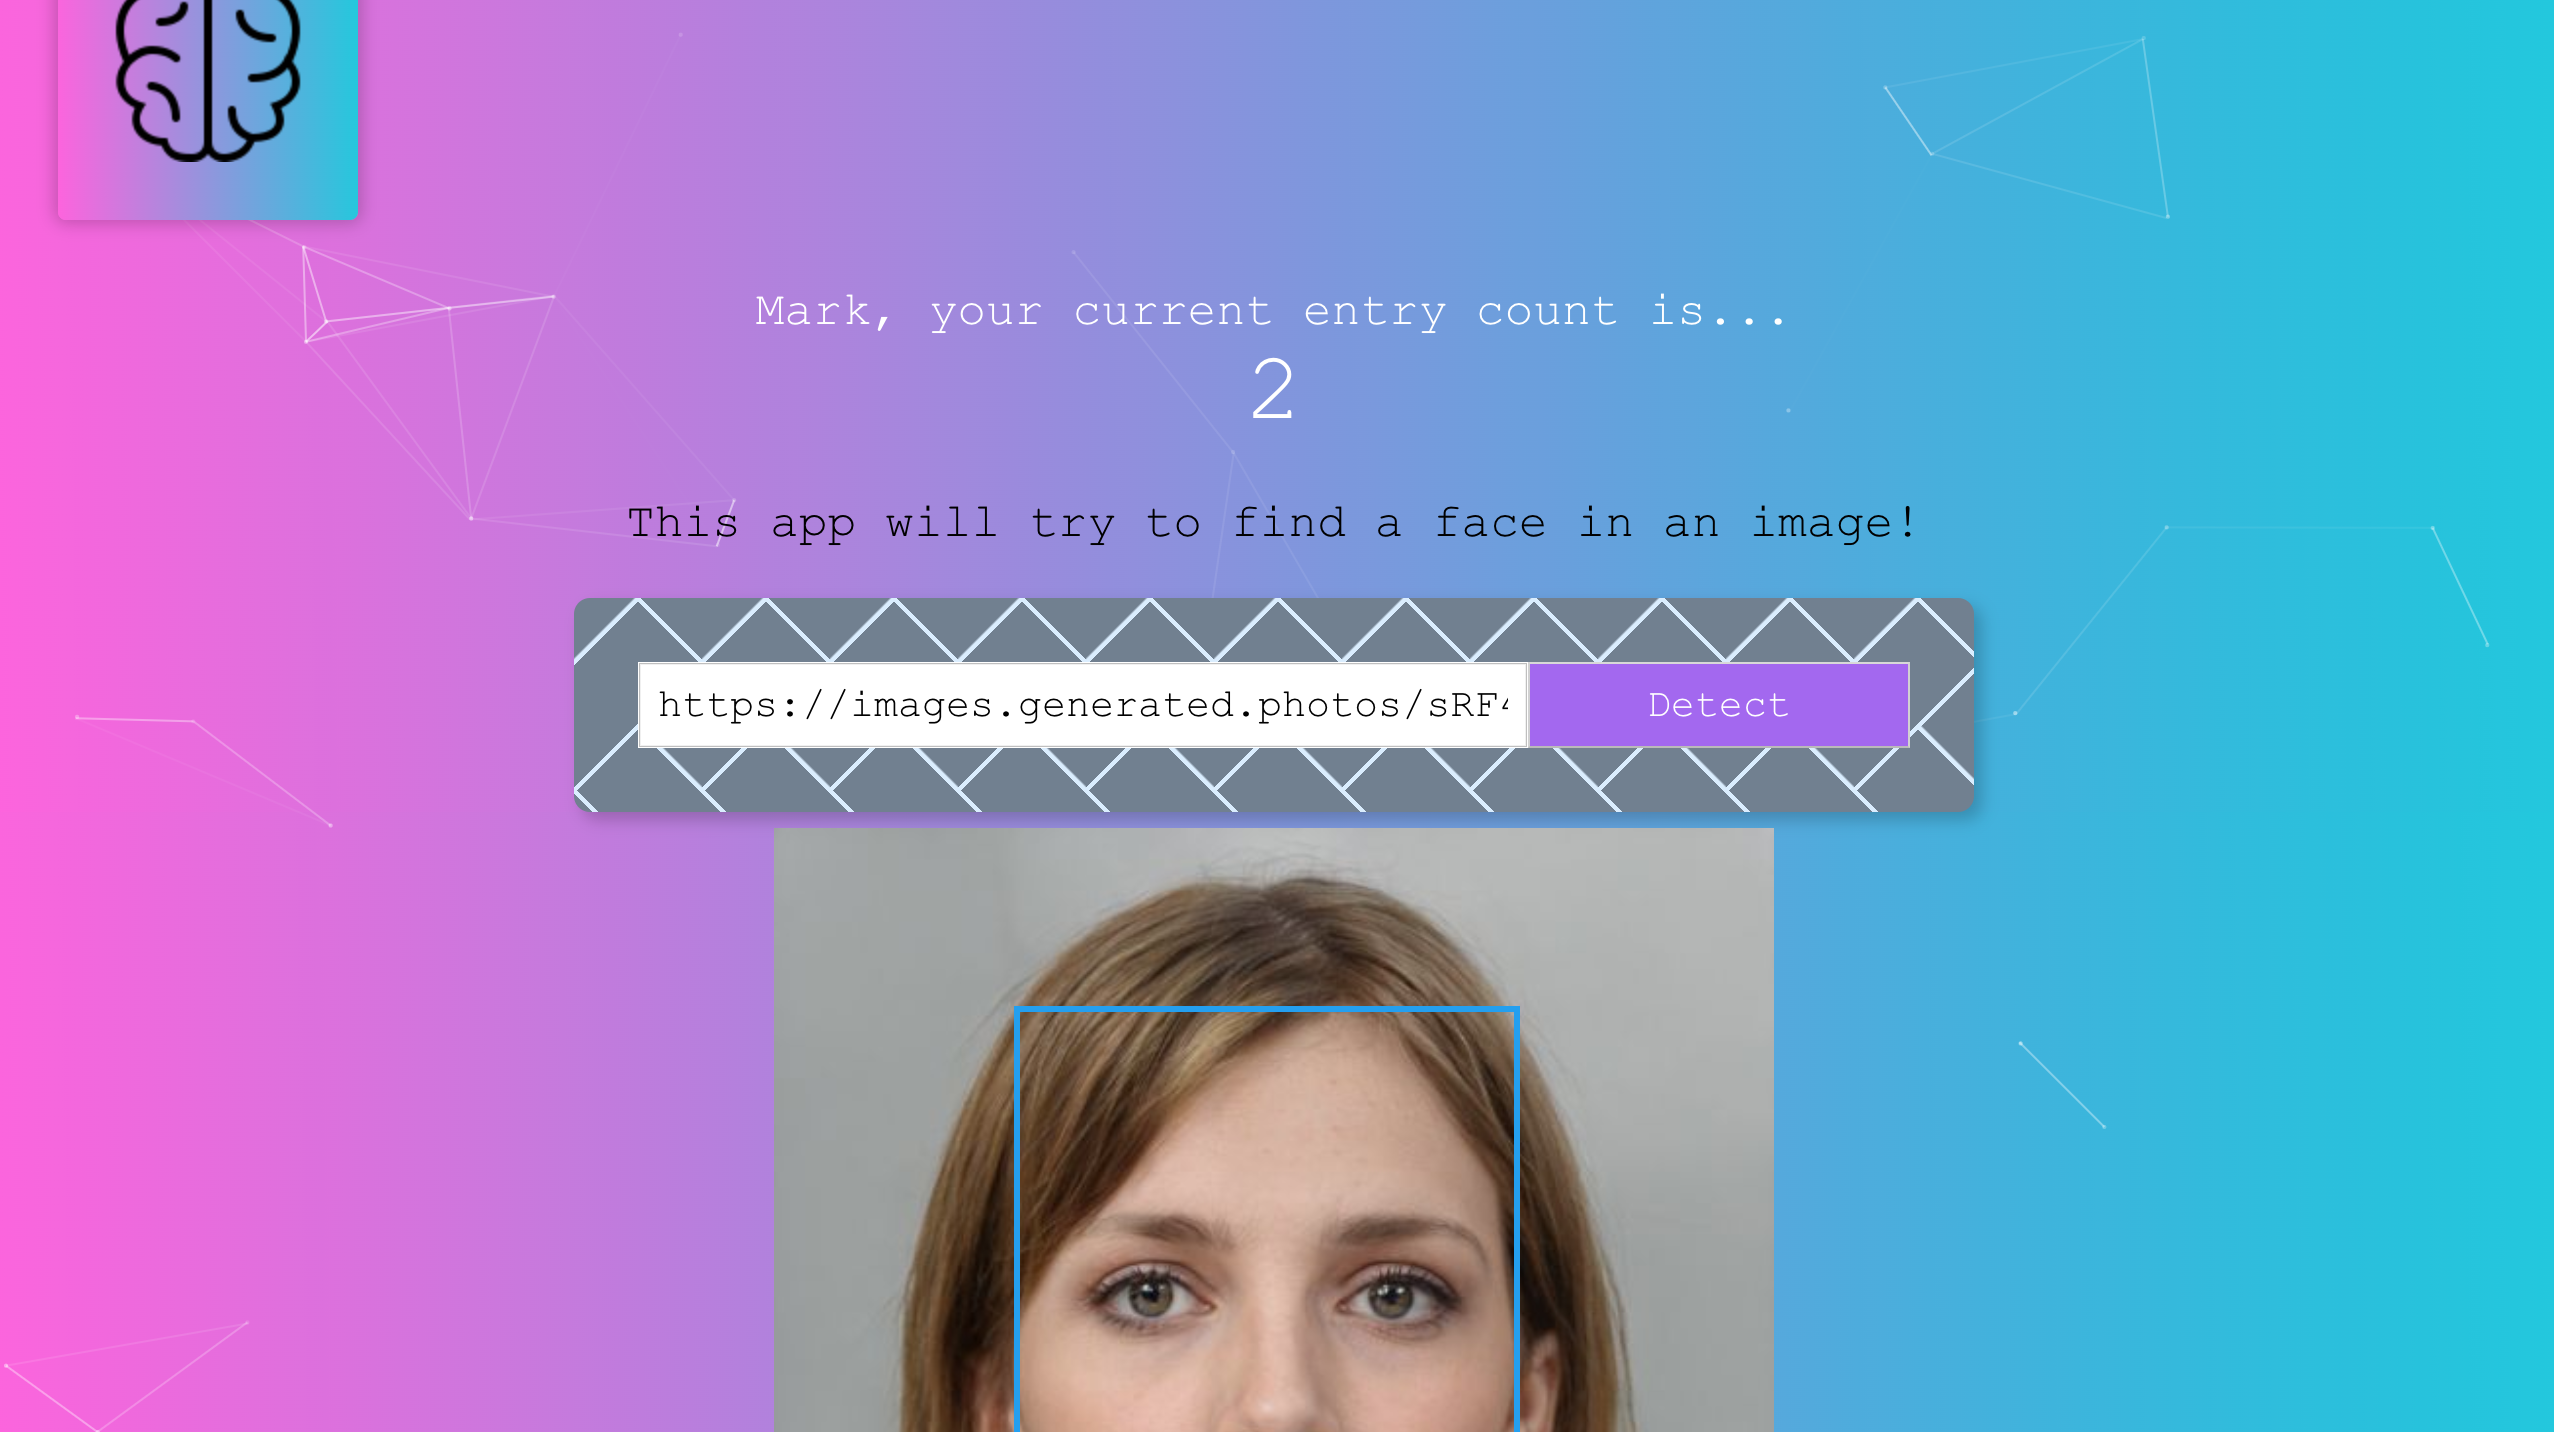 Mark, your current entry count is...
2
This app will try to find a face in an image!
https://images.generated.photos/sRF
Detect